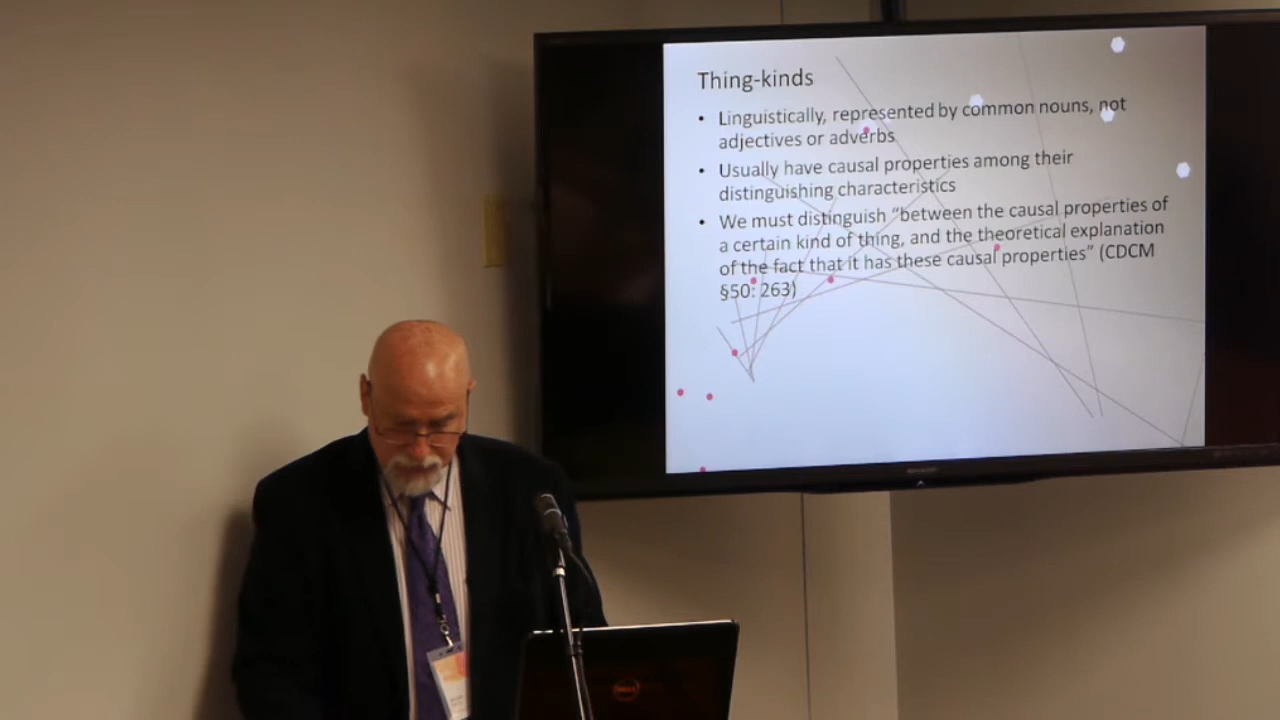 Thing-kinds
• Linguistically, represented by common nouns, not
adjectives or adverbs
• Usually have causal properties among their
distinguishing characteristics
• We must distinguish “between the causal properties of
a certain kind of thing, and the theoretical explanation
of the fact that it has these causal properties” (CDCM
§50: 263)
DELL